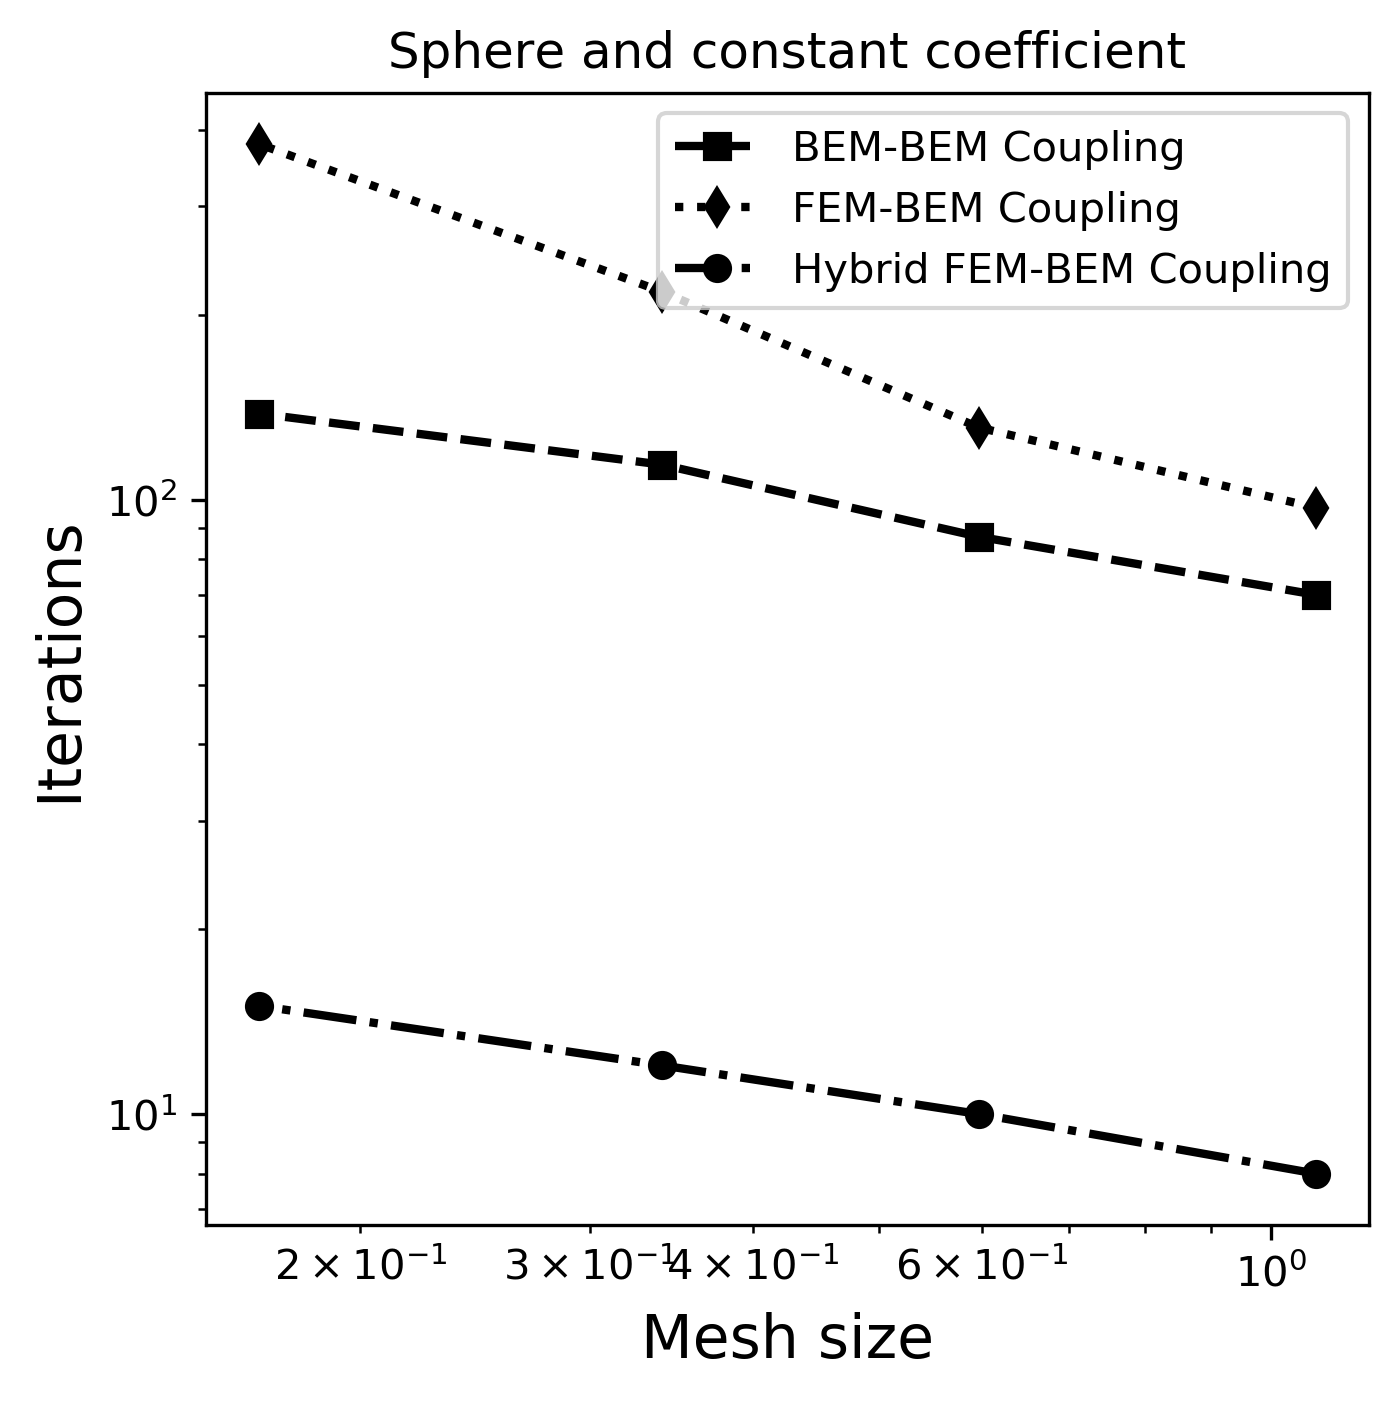 Sphere and constant coefficient
BEM-BEM Coupling
FEM-BEM Coupling
Hybrid FEM-BEM Coupling
Iterations
10²
10¹
2 × 10⁻¹
3 × 10⁻¹
4 × 10⁻¹
6 × 10⁻¹
10⁰
Mesh size